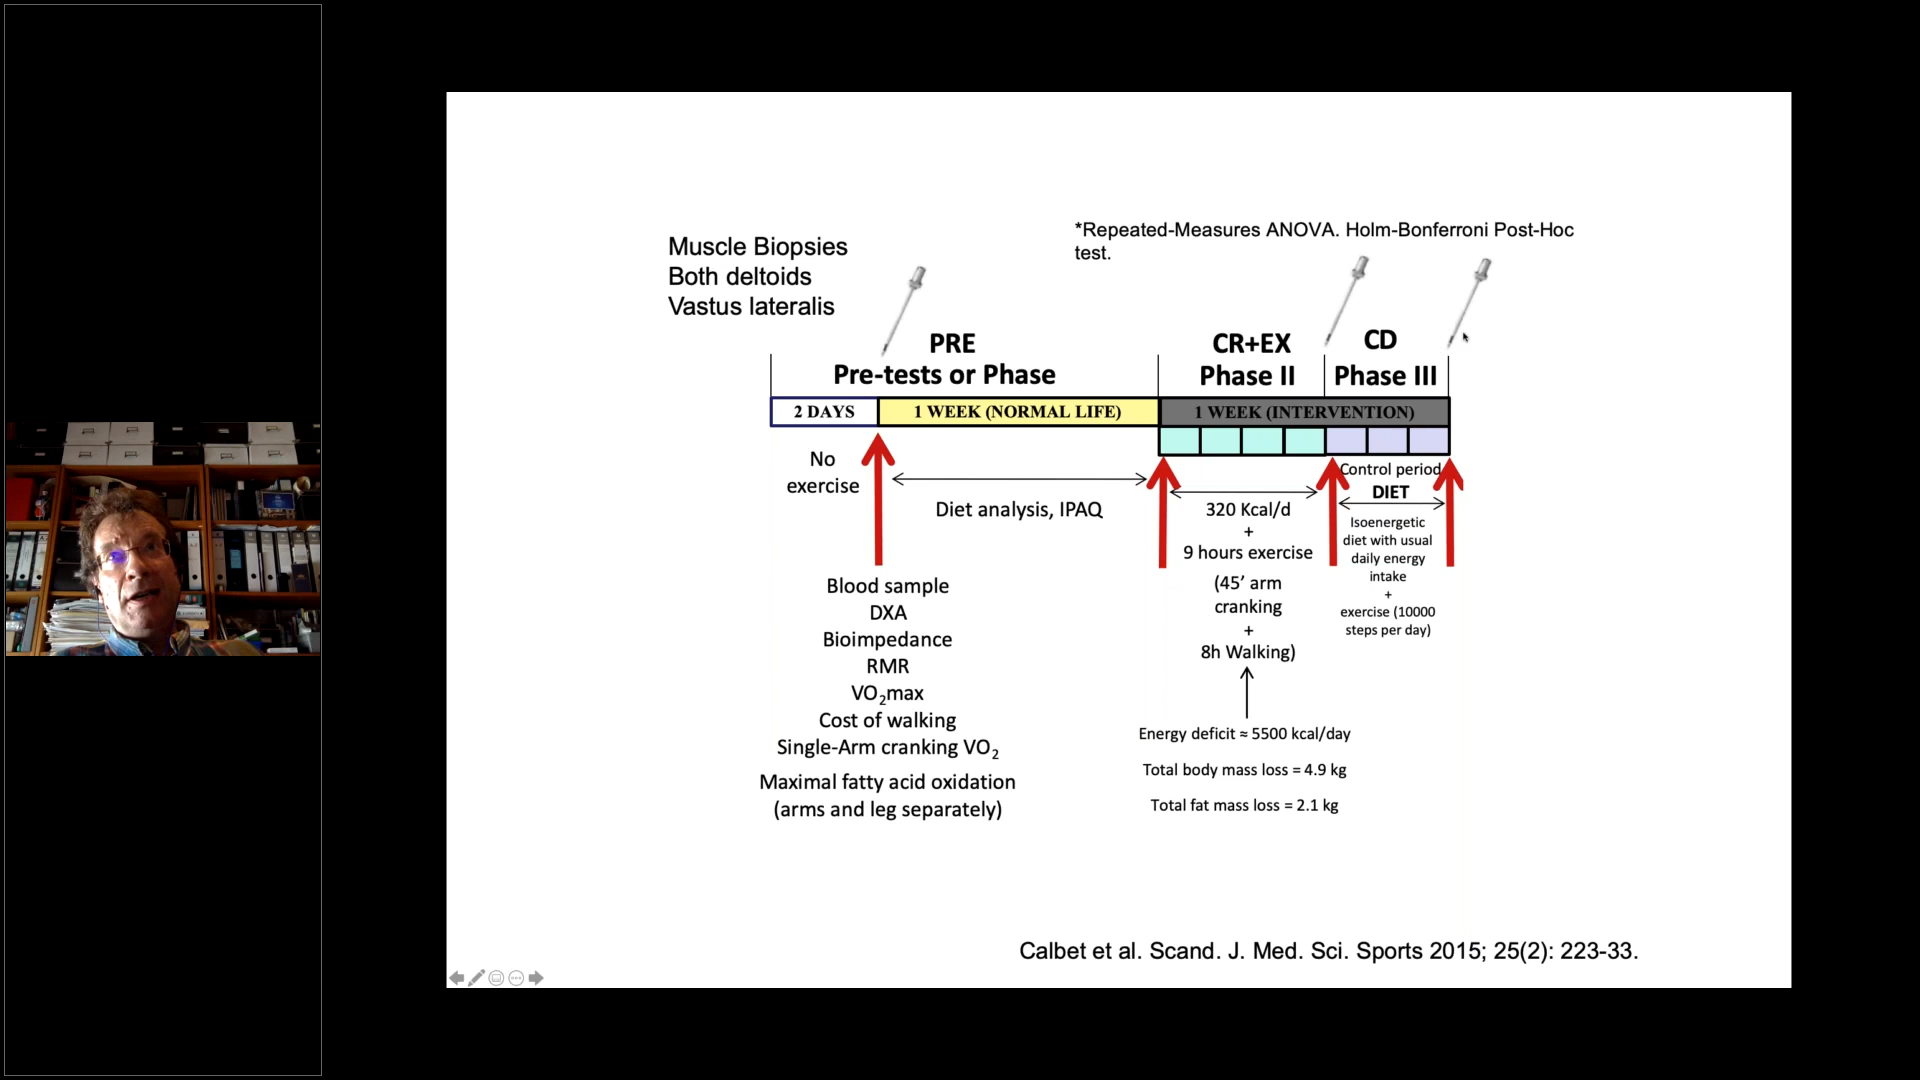 Muscle Biopsies
Both deltoids
Vastus lateralis
*Repeated-Measures ANOVA. Holm-Bonferroni Post-Hoc
test.
PRE
Pre-tests or Phase
CR+EX
Phase II
CD
Phase III
2 DAYS
1 WEEK (NORMAL LIFE)
1 WEEK (INTERVENTION)
No
exercise
Diet analysis, IPAQ
Blood sample
DXA
Bioimpedance
RMR
VO2max
Cost of walking
Single-Arm cranking VO2
Maximal fatty acid oxidation
(arms and leg separately)
320 Kcal/d
+
9 hours exercise
(45’ arm
cranking
+
8h Walking)
Energy deficit ≈ 5500 kcal/day
Total body mass loss = 4.9 kg
Total fat mass loss = 2.1 kg
Control period
DIET
Isoenergetic
diet with usual
daily energy
intake
+
exercise (10000
steps per day)
Calbet et al. Scand. J. Med. Sci. Sports 2015; 25(2): 223-33.